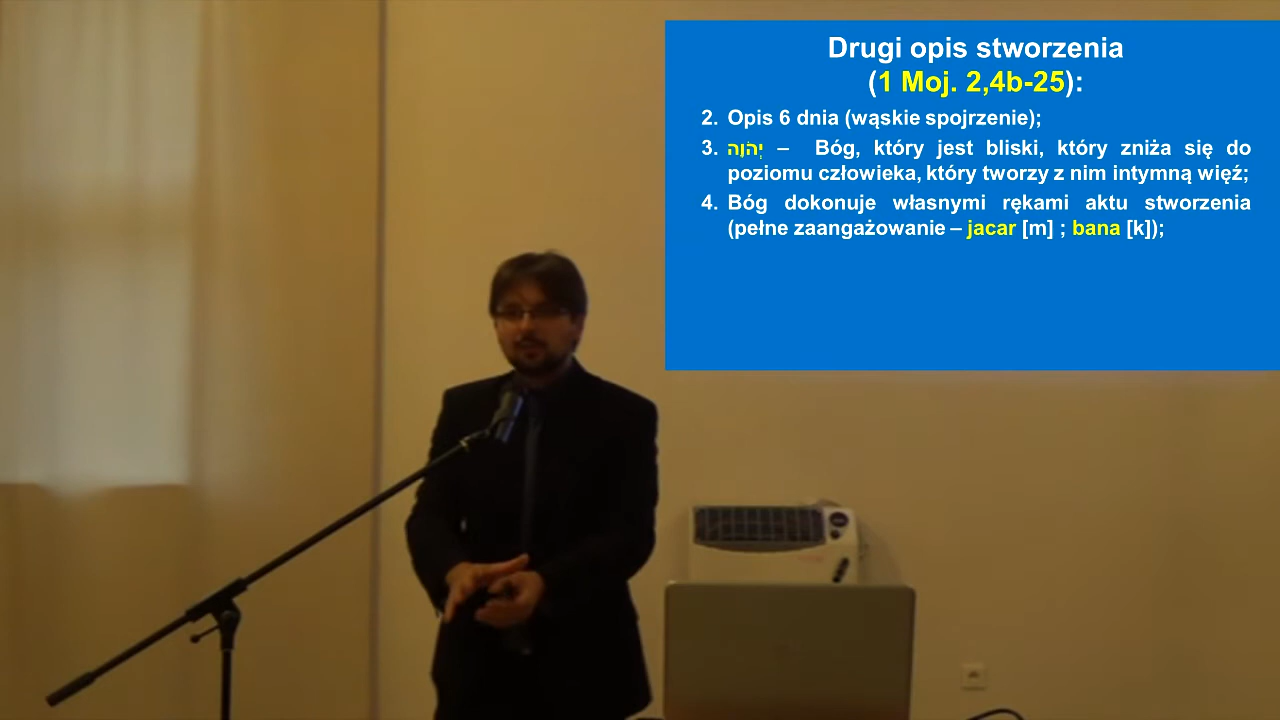 Drugi opis stworzenia
(1 Moj. 2,4b-25):
2. Opis 6 dnia (wąskie spojrzenie);
3. יְהֹוָה – Bóg, który jest bliski, który zniża się do
poziomu człowieka, który tworzy z nim intymną więź;
4. Bóg dokonuje własnymi rękami aktu stworzenia
(pełne zaangażowanie – jacar [m] ; bana [k]);